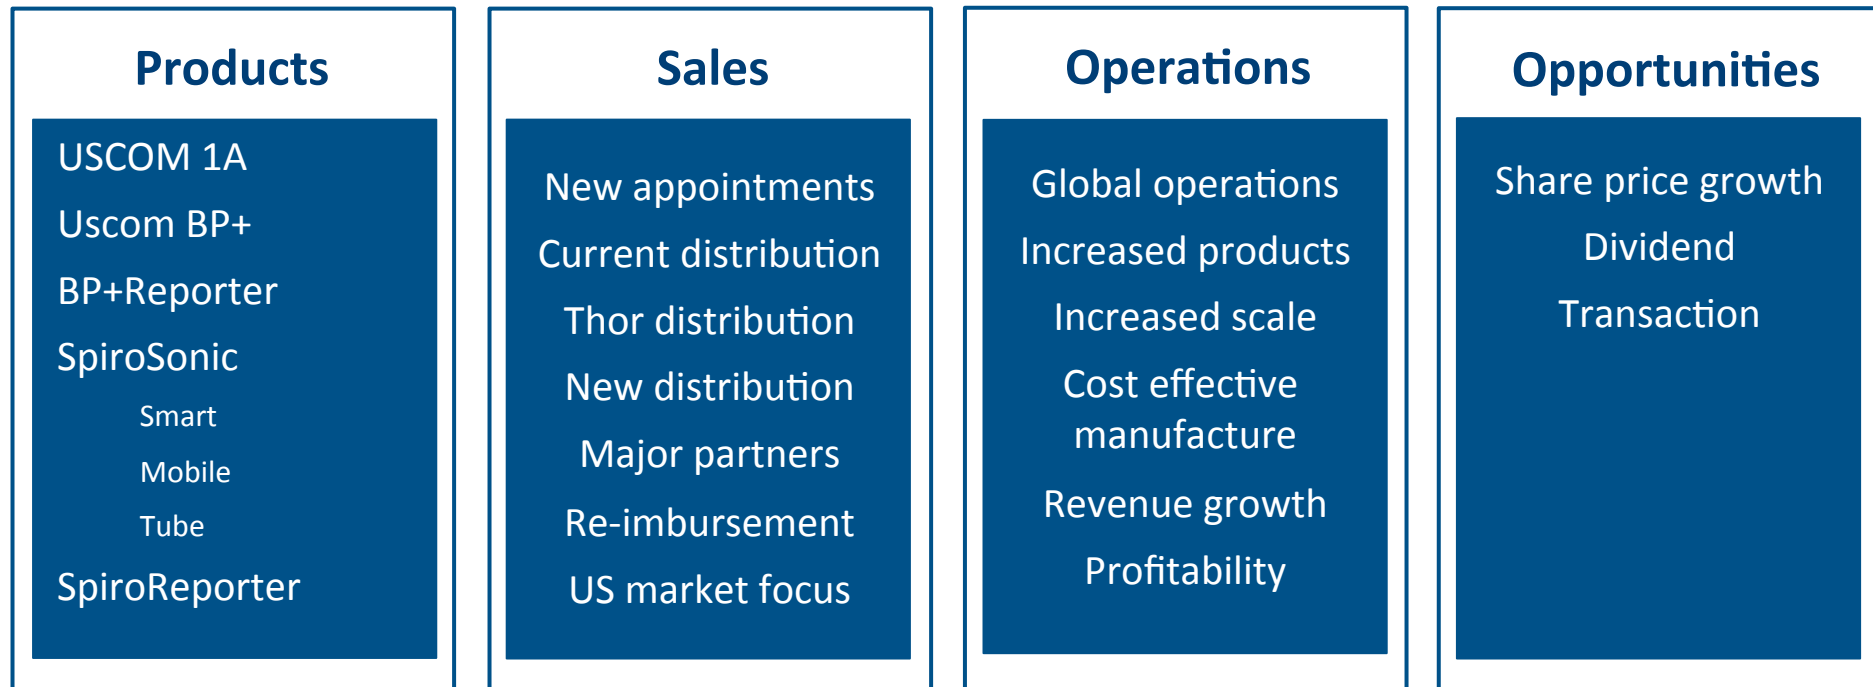 Products
USCOM 1A
Uscom BP+
BP+Reporter
SpiroSonic
Smart
Mobile
Tube
SpiroReporter
Sales
New appointments
Current distribution
Thor distribution
New distribution
Major partners
Re-imbursement
US market focus
Operations
Global operations
Increased products
Increased scale
Cost effective
manufacture
Revenue growth
Profitability
Opportunities
Share price growth
Dividend
Transaction